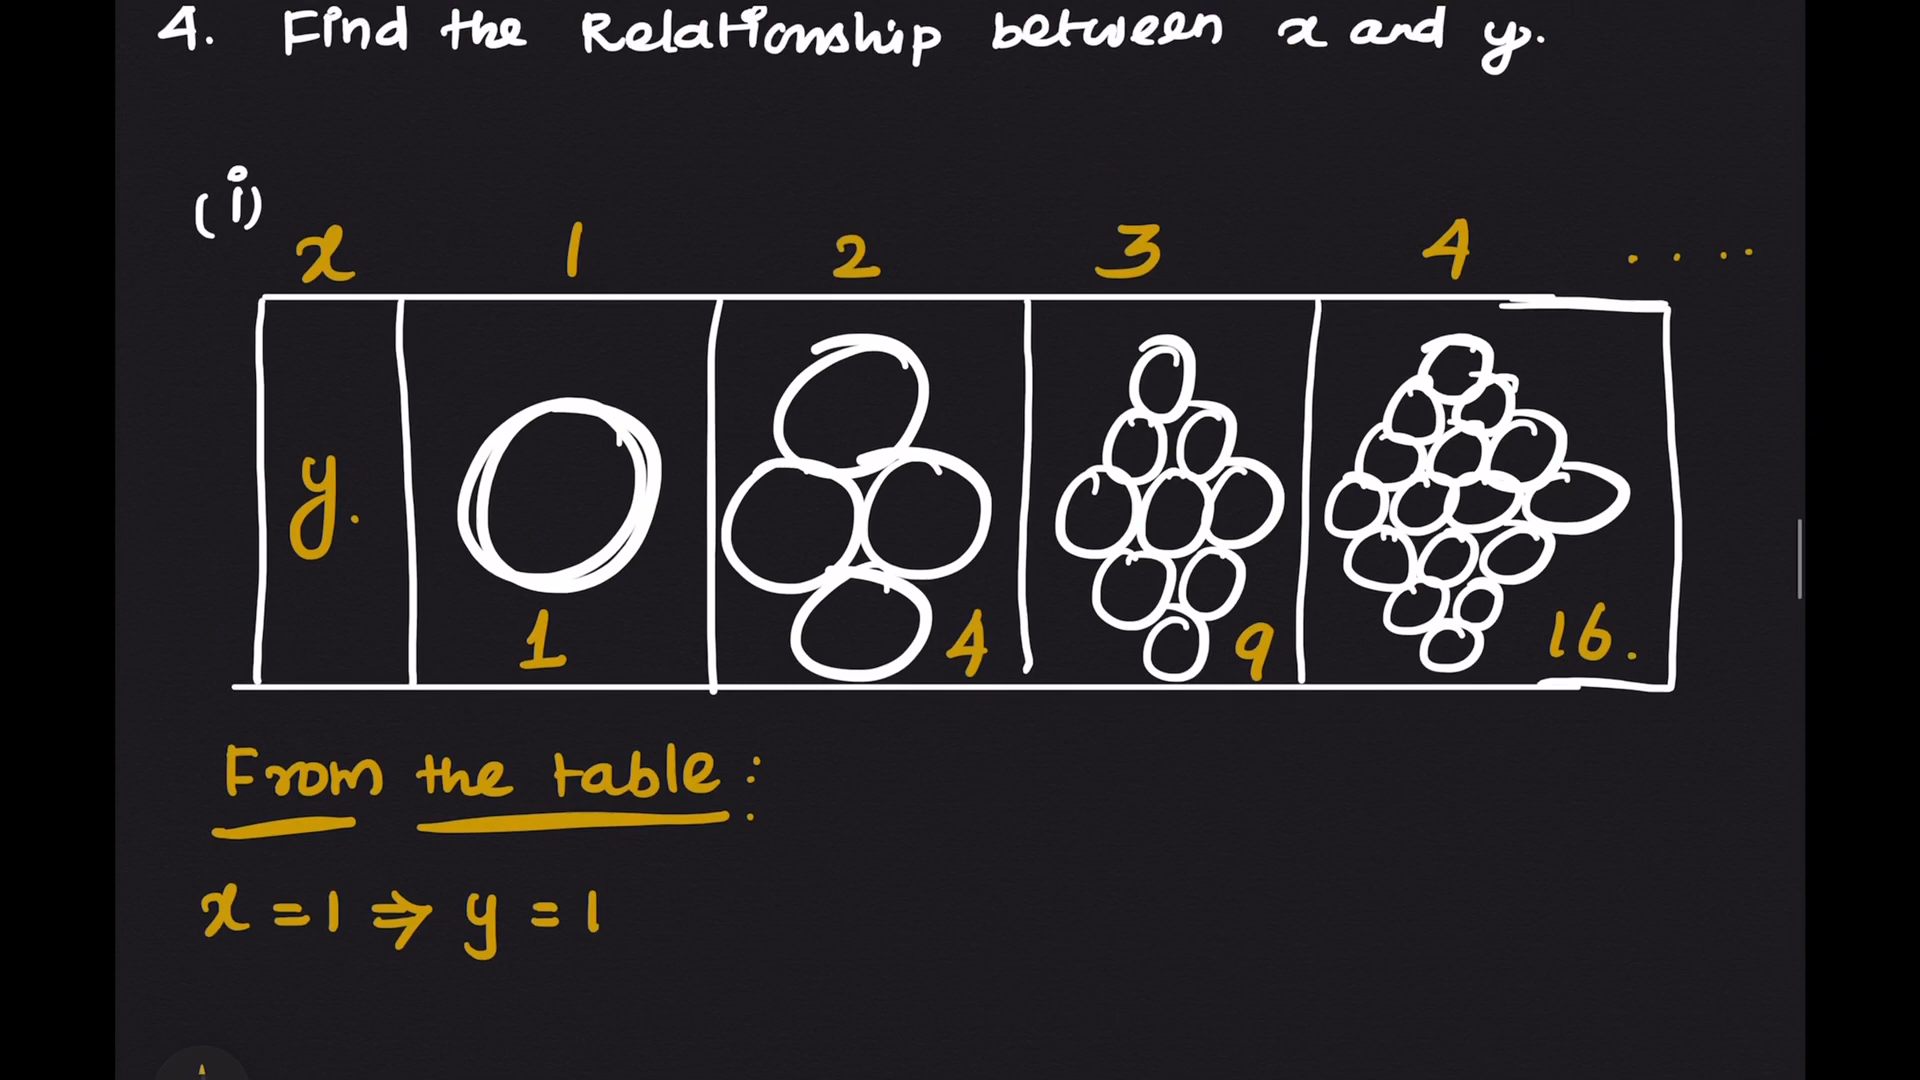 4. Find the Relationship between x and y.
(i)
x 1 2 3 4 ....
y.
1 4 9 16.
From the table:
x = 1 ⇒ y = 1